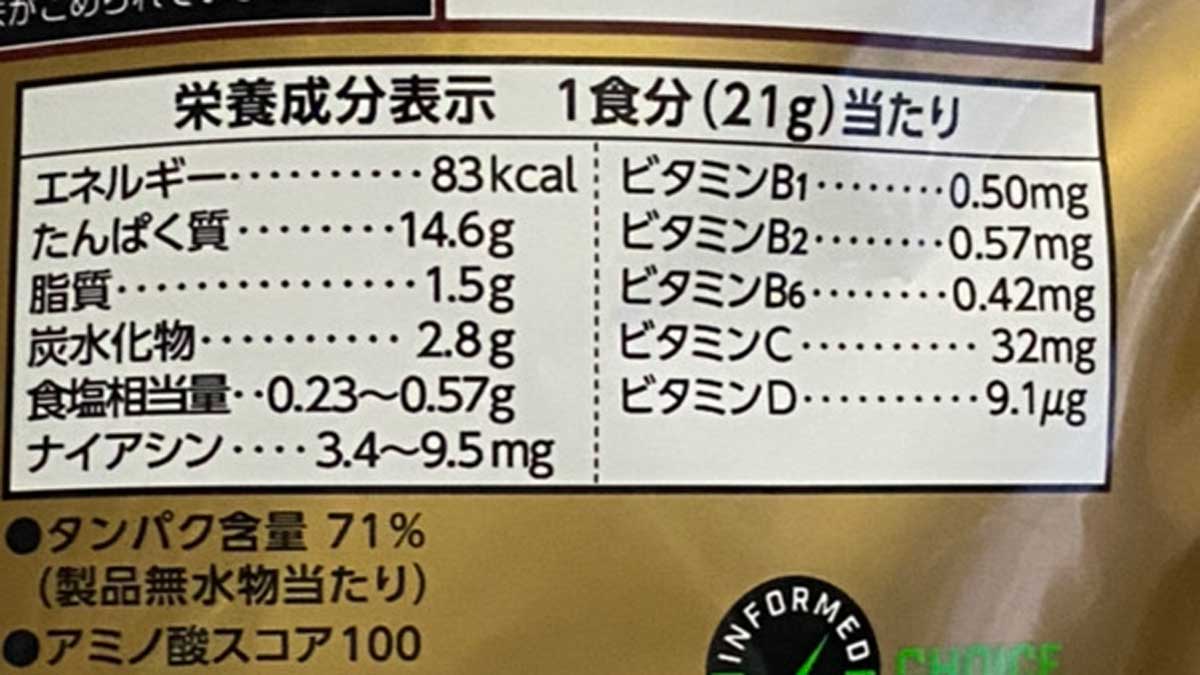 栄養成分表示 1食分(21g)当たり
エネルギー··········83kcal
たんぱく質········14.6g
脂質···············1.5g
炭水化物··········2.8g
食塩相当量··0.23〜0.57g
ナイアシン····3.4〜9.5mg
ビタミンB1········0.50mg
ビタミンB2········0.57mg
ビタミンB6········0.42mg
ビタミンC··········32mg
ビタミンD··········9.1μg
●タンパク含量 71%
(製品無水物当たり)
●アミノ酸スコア100
INFORMED
CHOICE